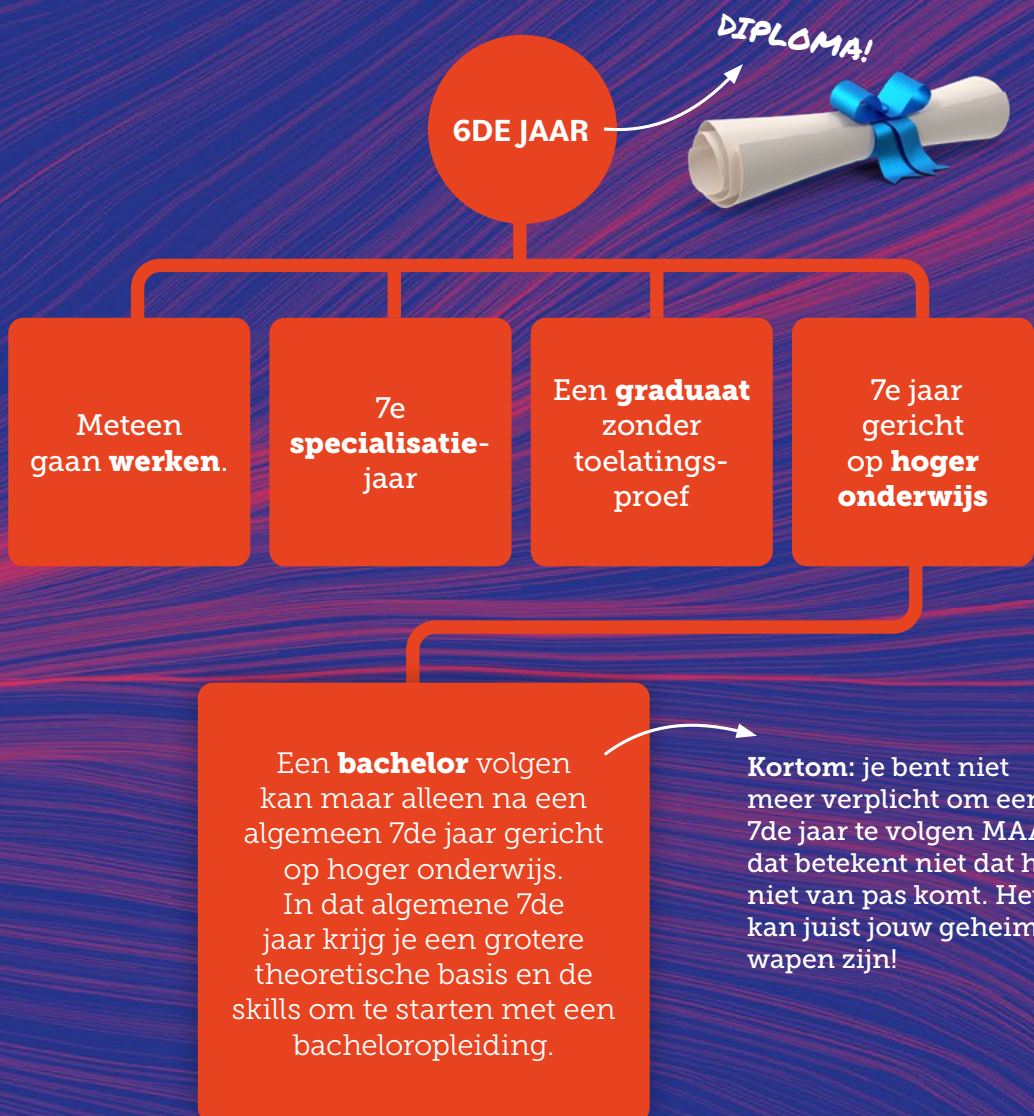 DIPLOMA!
6DE JAAR
Meteen
gaan werken.
7e
specialisatie-
jaar
Een graduaat
zonder
toelatings-
proef
7e jaar
gericht
op hoger
onderwijs
Een bachelor volgen
kan maar alleen na een
algemeen 7de jaar gericht
op hoger onderwijs.
In dat algemene 7de
jaar krijg je een grotere
theoretische basis en de
skills om te starten met een
bacheloropleiding.
Kortom: je bent niet
meer verplicht om een
7de jaar te volgen
dat betekent niet dat
niet van pas komt.
kan juist jouw geheim
wapen zijn!